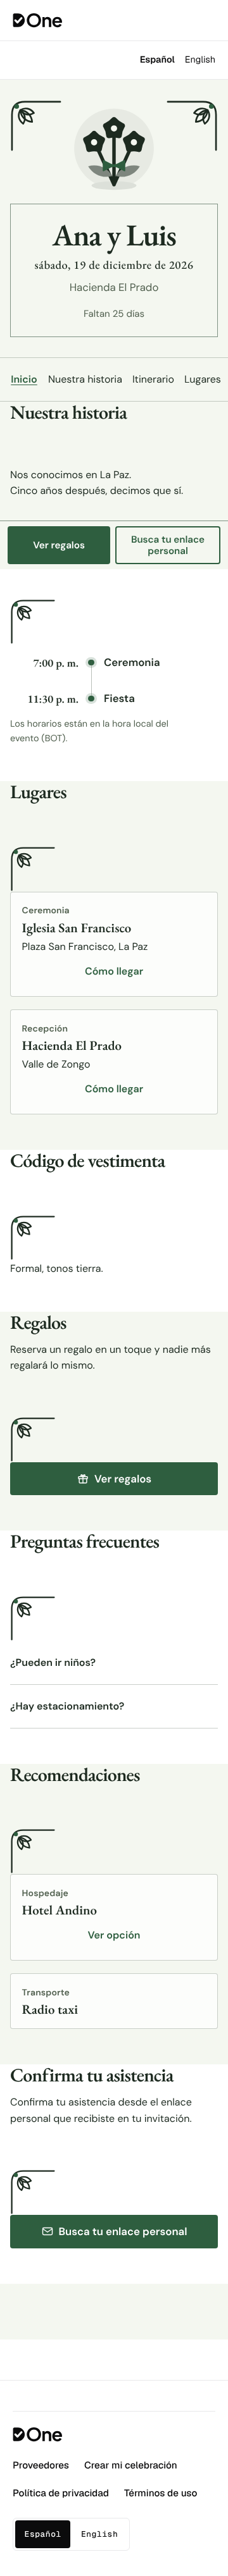 One
Español English
Ana y Luis
sábado, 19 de diciembre de 2026
Hacienda El Prado
Faltan 25 días
Inicio Nuestra historia Itinerario Lugares
Nuestra historia
Nos conocimos en La Paz.
Cinco años después, decimos que sí.
Ver regalos
Busca tu enlace
personal
7:00 p. m. Ceremonia
11:30 p. m. Fiesta
Los horarios están en la hora local del
evento (BOT).
Lugares
Ceremonia
Iglesia San Francisco
Plaza San Francisco, La Paz
Cómo llegar
Recepción
Hacienda El Prado
Valle de Zongo
Cómo llegar
Código de vestimenta
Formal, tonos tierra.
Regalos
Reserva un regalo en un toque y nadie más
regalará lo mismo.
Ver regalos
Preguntas frecuentes
¿Pueden ir niños?
¿Hay estacionamiento?
Recomendaciones
Hospedaje
Hotel Andino
Ver opción
Transporte
Radio taxi
Confirma tu asistencia
Confirma tu asistencia desde el enlace
personal que recibiste en tu invitación.
Busca tu enlace personal
One
Proveedores Crear mi celebración
Política de privacidad Términos de uso
Español English